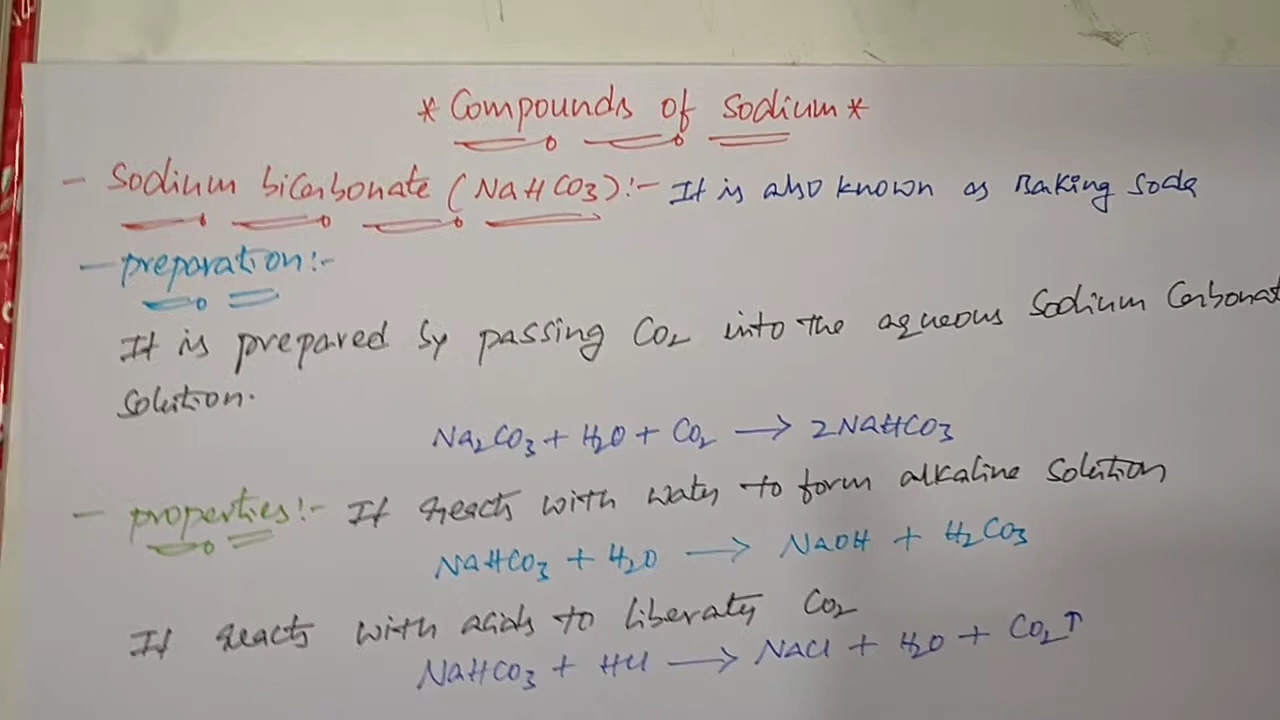 * Compounds of Sodium *
- Sodium bicarbonate (NaHCO3):- It is also known as Baking Soda
- preparation:-
It is prepared by passing CO2 into the aqueous Sodium Carbonat
Solution.
Na2CO3 + H2O + CO2 → 2NaHCO3
- properties:- It reacts with water to form alkaline solution
NaHCO3 + H2O → NaOH + H2CO3
It reacts with acids to liberate CO2
NaHCO3 + HCl → NaCl + H2O + CO2↑